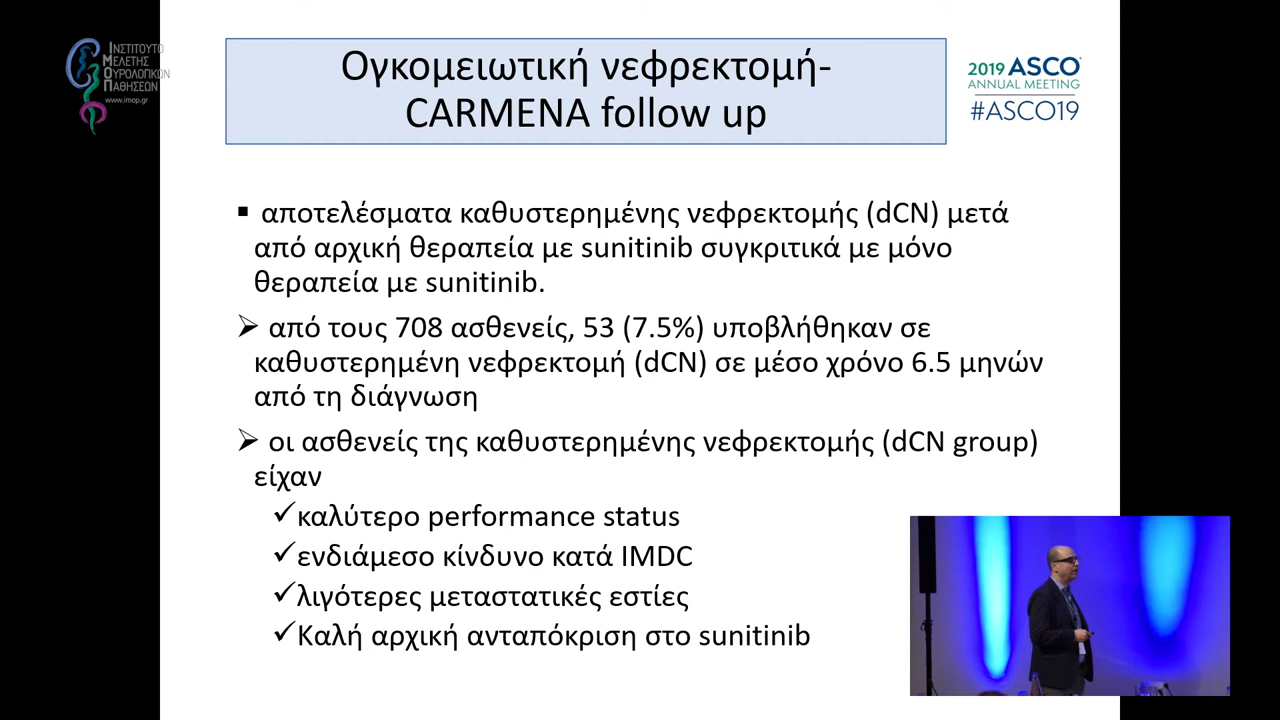 ΙΝΣΤΙΤΟΥΤΟ
ΜΕΛΕΤΗΣ
ΟΥΡΟΛΟΓΙΚΩΝ
ΠΑΘΗΣΕΩΝ
www.imop.gr
Ογκομειωτική νεφρεκτομή-
CARMENA follow up
2019 ASCO
ANNUAL MEETING
#ASCO19
▪ αποτελέσματα καθυστερημένης νεφρεκτομής (dCN) μετά
από αρχική θεραπεία με sunitinib συγκριτικά με μόνο
θεραπεία με sunitinib.
➢ από τους 708 ασθενείς, 53 (7.5%) υποβλήθηκαν σε
καθυστερημένη νεφρεκτομή (dCN) σε μέσο χρόνο 6.5 μηνών
από τη διάγνωση
➢ οι ασθενείς της καθυστερημένης νεφρεκτομής (dCN group)
είχαν
✓καλύτερο performance status
✓ενδιάμεσο κίνδυνο κατά IMDC
✓λιγότερες μεταστατικές εστίες
✓Καλή αρχική ανταπόκριση στο sunitinib